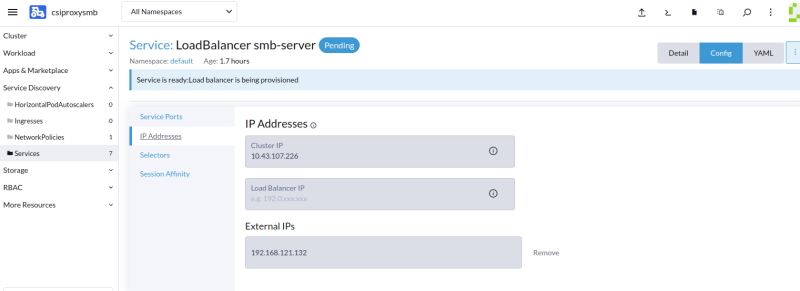 csiproxysmb
All Namespaces
Cluster
Workload
Apps & Marketplace
Service Discovery
HorizontalPodAutoscalers 0
Ingresses 0
NetworkPolicies 1
Services 7
Storage
RBAC
More Resources
Service: LoadBalancer smb-server Pending
Namespace: default Age: 1.7 hours
Detail
Config
YAML
Service is ready:Load balancer is being provisioned
Service Ports
IP Addresses
Selectors
Session Affinity
IP Addresses
Cluster IP
10.43.107.226
Load Balancer IP
e.g. 192.0.xxx.xxx
External IPs
192.168.121.132
Remove